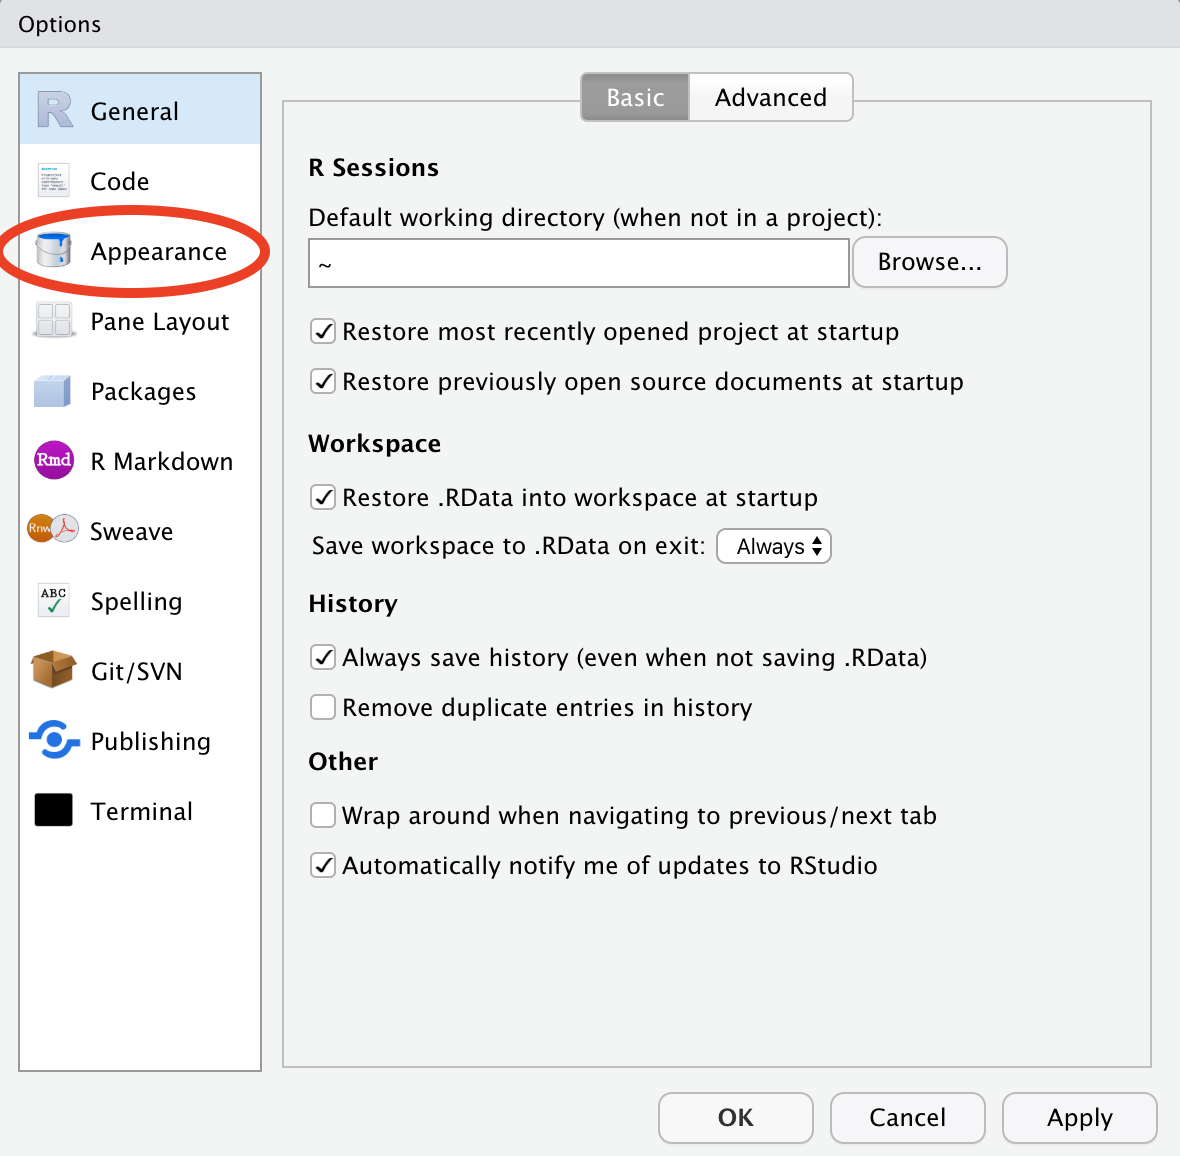 Options
General
Code
Appearance
Pane Layout
Packages
Rmd
R Markdown
Rnw
Sweave
ABC
Spelling
Git/SVN
Publishing
Terminal
Basic
Advanced
R Sessions
Default working directory (when not in a project):
~
Browse...
Restore most recently opened project at startup
Restore previously open source documents at startup
Workspace
Restore .RData into workspace at startup
Save workspace to .RData on exit: Always
History
Always save history (even when not saving .RData)
Remove duplicate entries in history
Other
Wrap around when navigating to previous/next tab
Automatically notify me of updates to RStudio
OK
Cancel
Apply